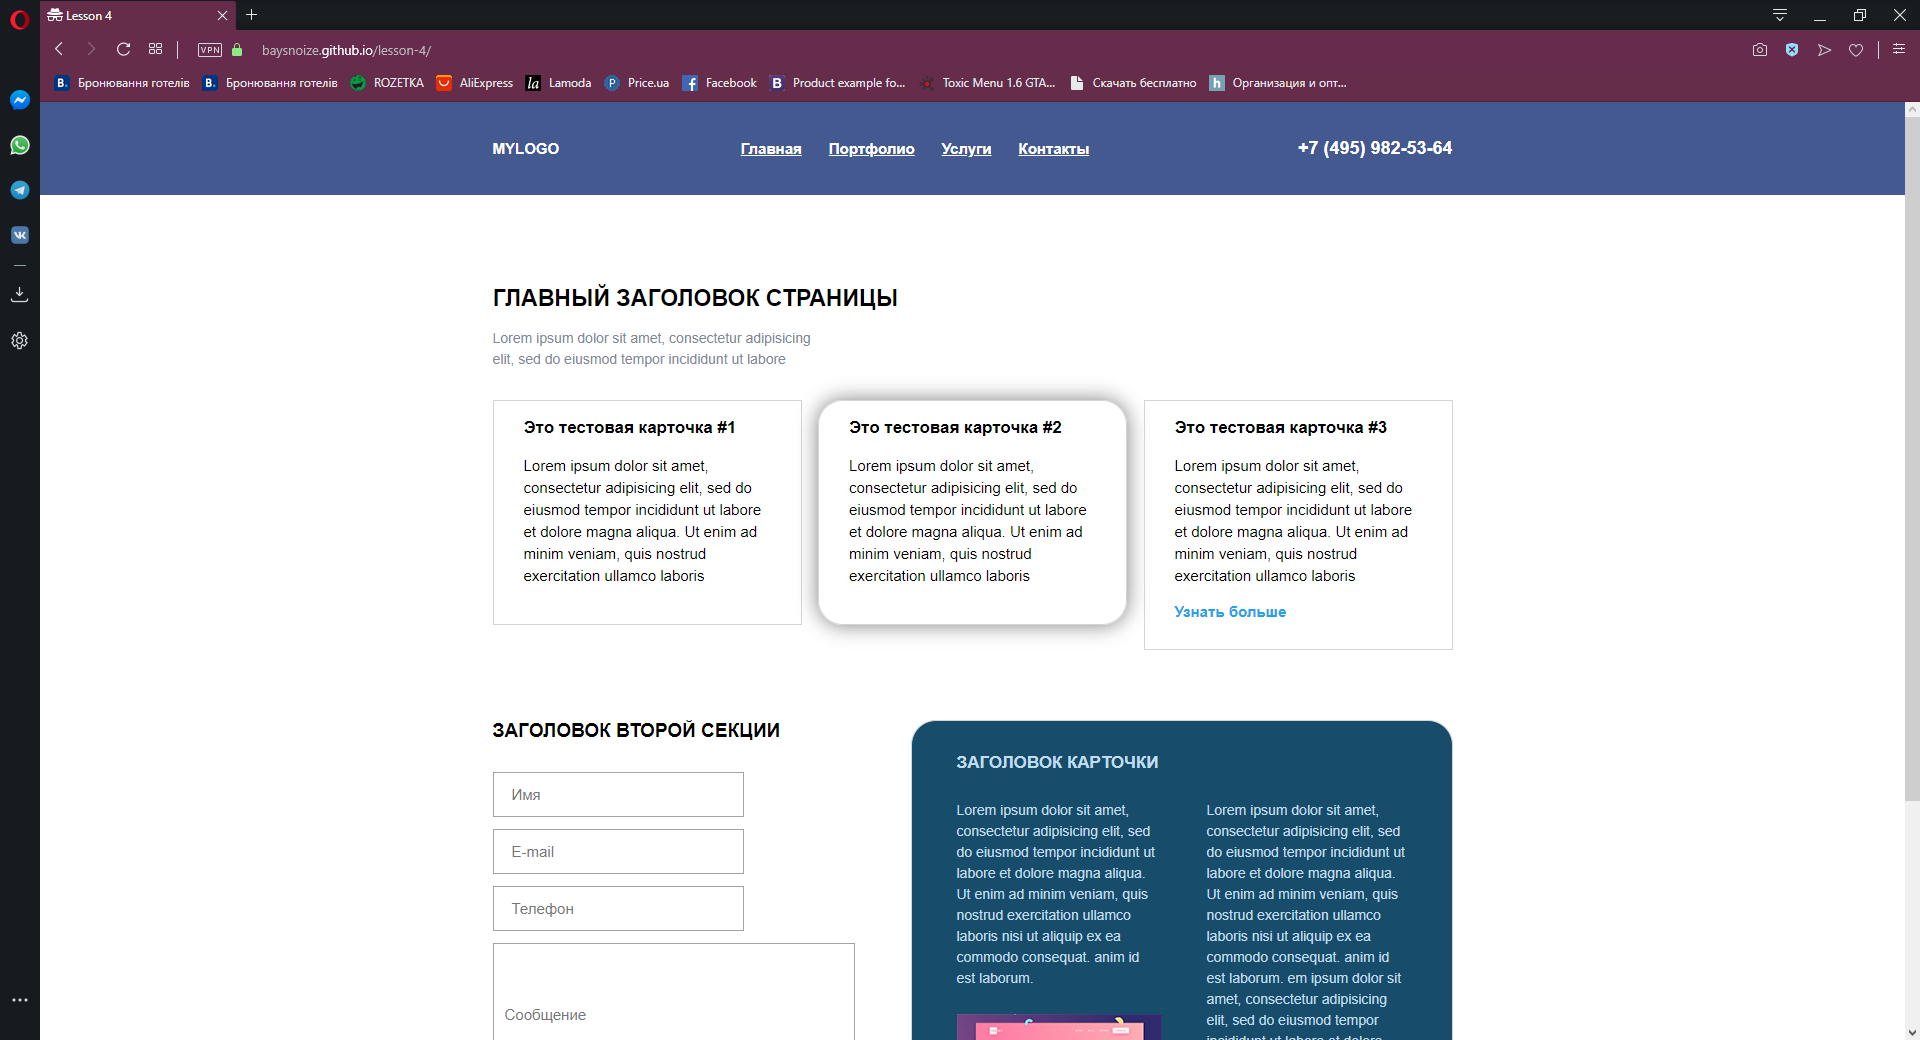 Lesson 4
VPN
baysnoize.github.io/lesson-4/
B. Бронювання готелів B. Бронювання готелів ROZETKA AliExpress la Lamoda P Price.ua f Facebook B Product example fo... Toxic Menu 1.6 GTA... Скачать бесплатно h Организация и опт...
MYLOGO Главная Портфолио Услуги Контакты +7 (495) 982-53-64
ГЛАВНЫЙ ЗАГОЛОВОК СТРАНИЦЫ
Lorem ipsum dolor sit amet, consectetur adipisicing
elit, sed do eiusmod tempor incididunt ut labore
Это тестовая карточка #1
Lorem ipsum dolor sit amet,
consectetur adipisicing elit, sed do
eiusmod tempor incididunt ut labore
et dolore magna aliqua. Ut enim ad
minim veniam, quis nostrud
exercitation ullamco laboris
Это тестовая карточка #2
Lorem ipsum dolor sit amet,
consectetur adipisicing elit, sed do
eiusmod tempor incididunt ut labore
et dolore magna aliqua. Ut enim ad
minim veniam, quis nostrud
exercitation ullamco laboris
Это тестовая карточка #3
Lorem ipsum dolor sit amet,
consectetur adipisicing elit, sed do
eiusmod tempor incididunt ut labore
et dolore magna aliqua. Ut enim ad
minim veniam, quis nostrud
exercitation ullamco laboris
Узнать больше
ЗАГОЛОВОК ВТОРОЙ СЕКЦИИ
Имя
E-mail
Телефон
Сообщение
ЗАГОЛОВОК КАРТОЧКИ
Lorem ipsum dolor sit amet,
consectetur adipisicing elit, sed
do eiusmod tempor incididunt ut
labore et dolore magna aliqua.
Ut enim ad minim veniam, quis
nostrud exercitation ullamco
laboris nisi ut aliquip ex ea
commodo consequat. anim id
est laborum.
Lorem ipsum dolor sit amet,
consectetur adipisicing elit, sed
do eiusmod tempor incididunt ut
labore et dolore magna aliqua.
Ut enim ad minim veniam, quis
nostrud exercitation ullamco
laboris nisi ut aliquip ex ea
commodo consequat. anim id
est laborum. em ipsum dolor sit
amet, consectetur adipisicing
elit, sed do eiusmod tempor
incididunt ut labore et dolore